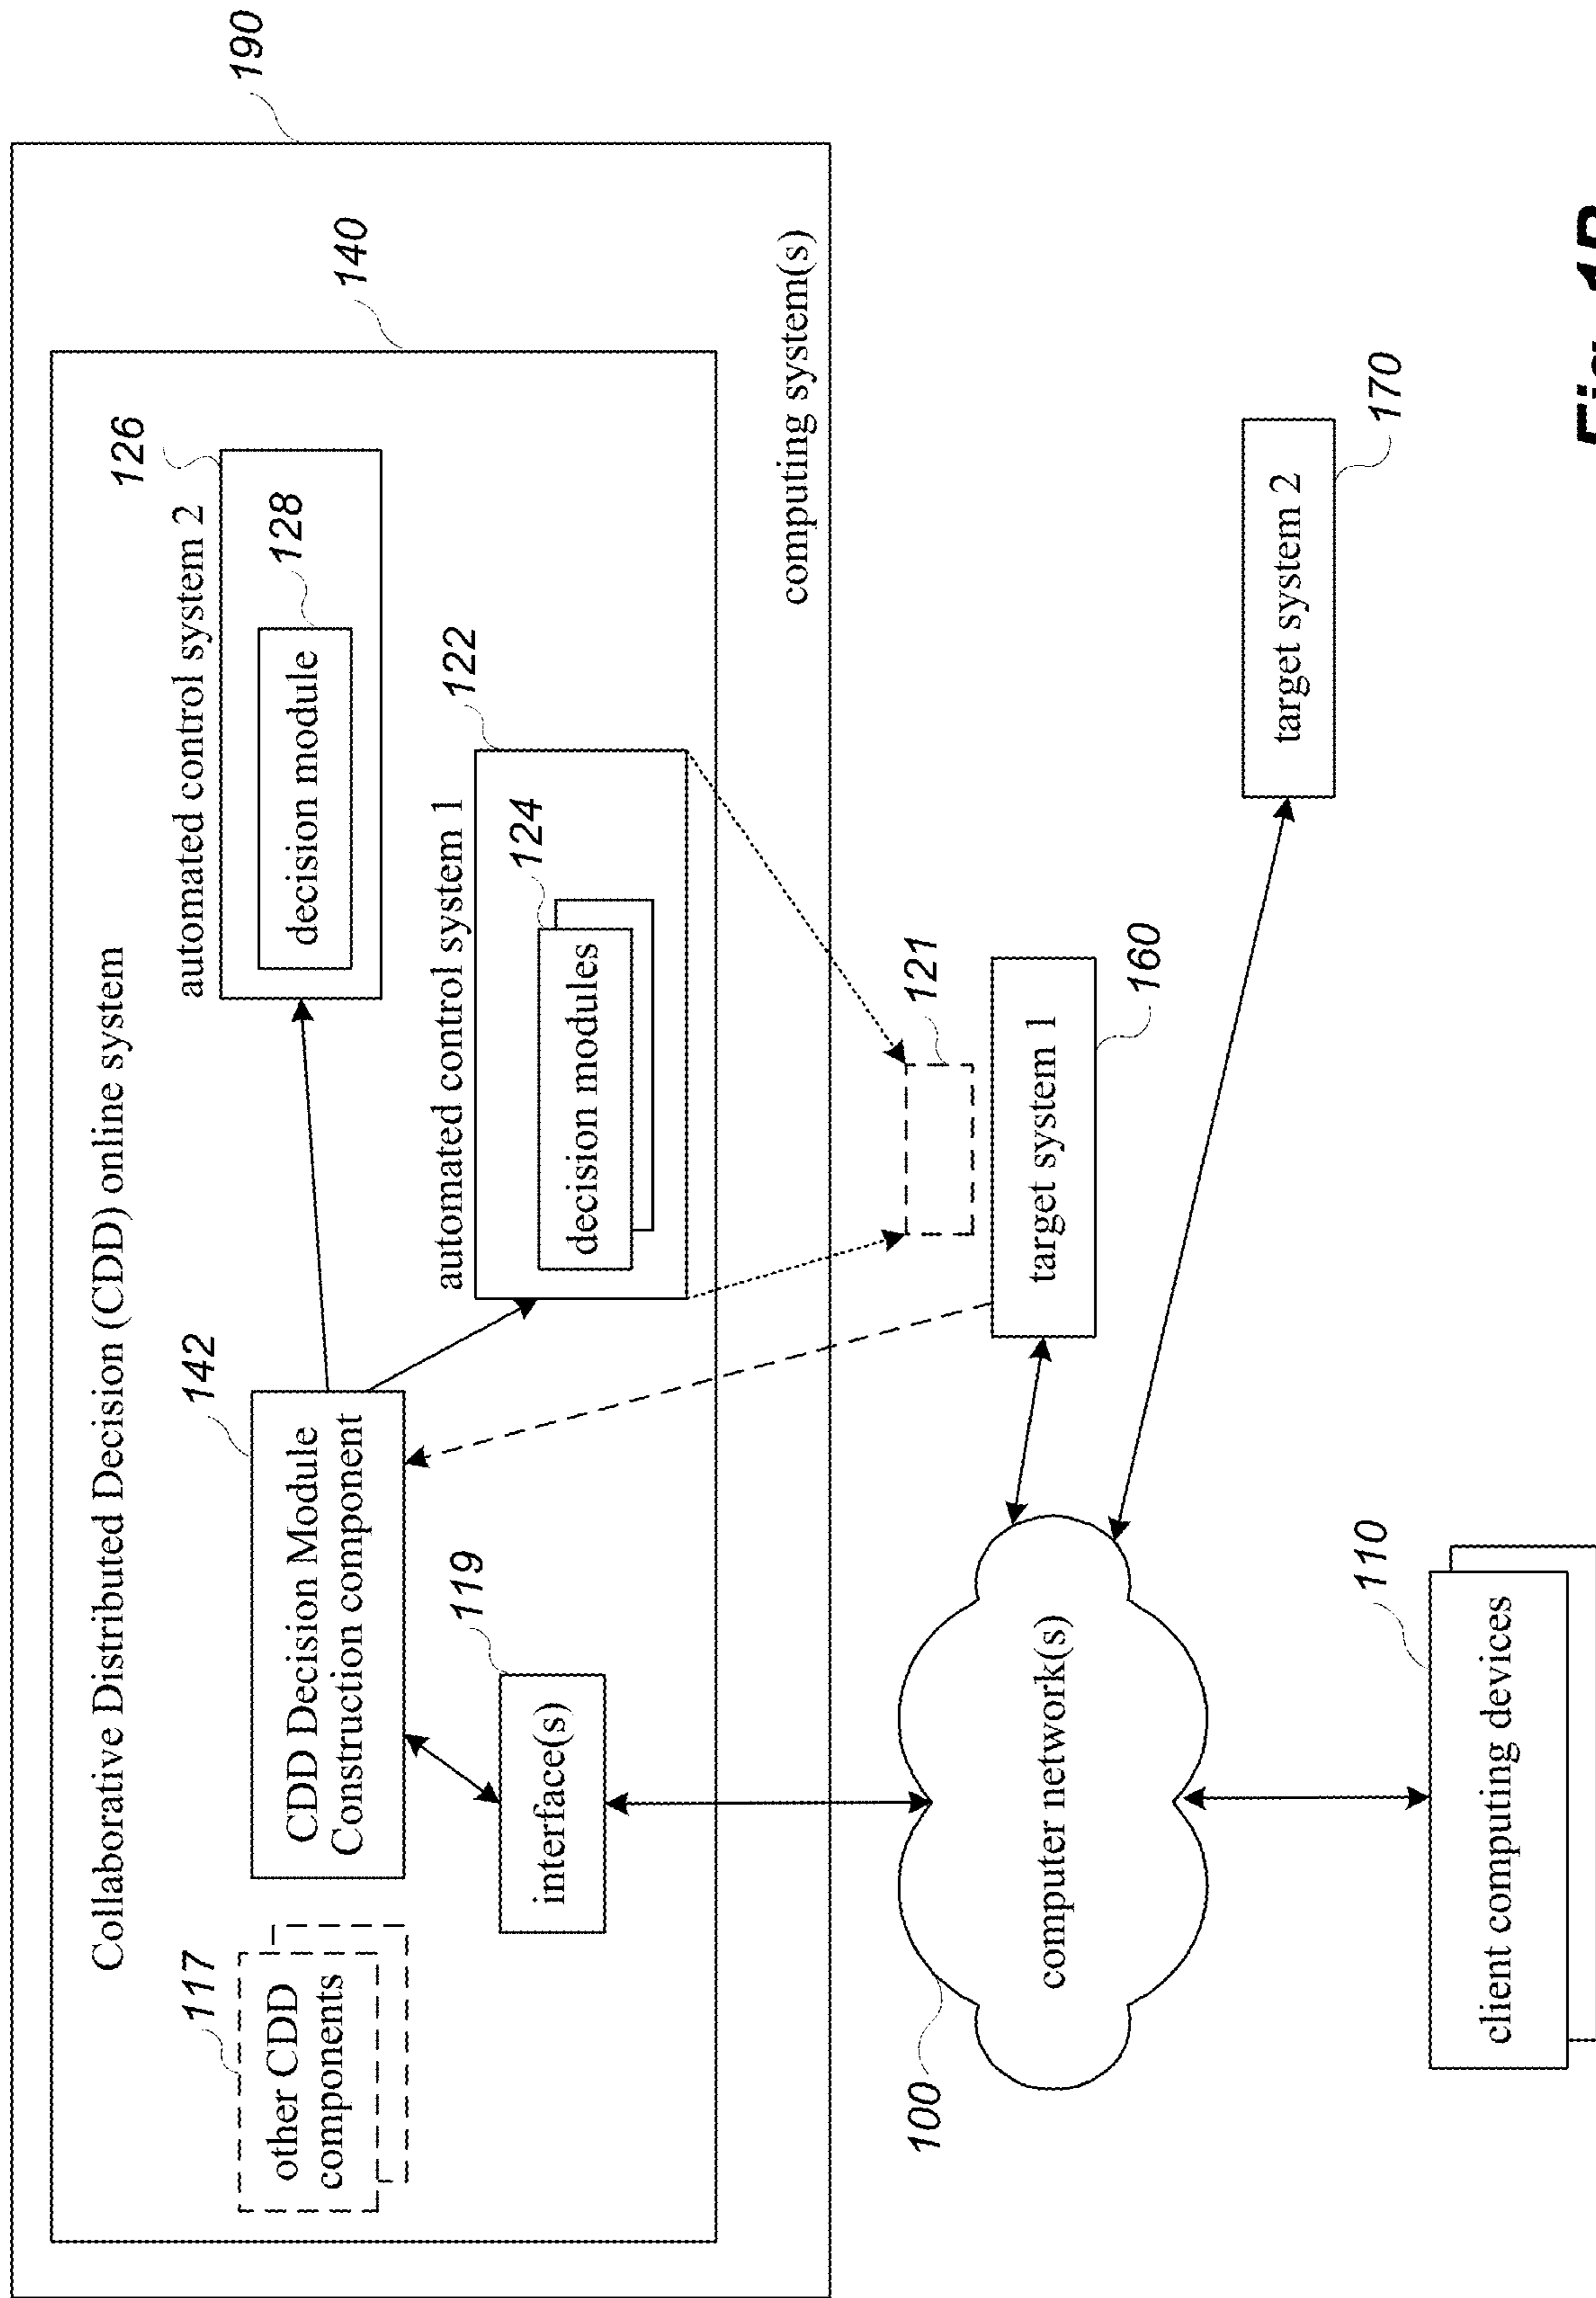 190
140
Collaborative Distributed Decision (CDD) online system
126
automated control system 2
128
decision module
142
CDD Decision Module
Construction component
117
other CDD
components
122
automated control system 1
124
decision modules
119
interface(s)
computing system(s)
121
100
computer network(s)
target system 1
160
target system 2
170
110
client computing devices
Fig. 1B